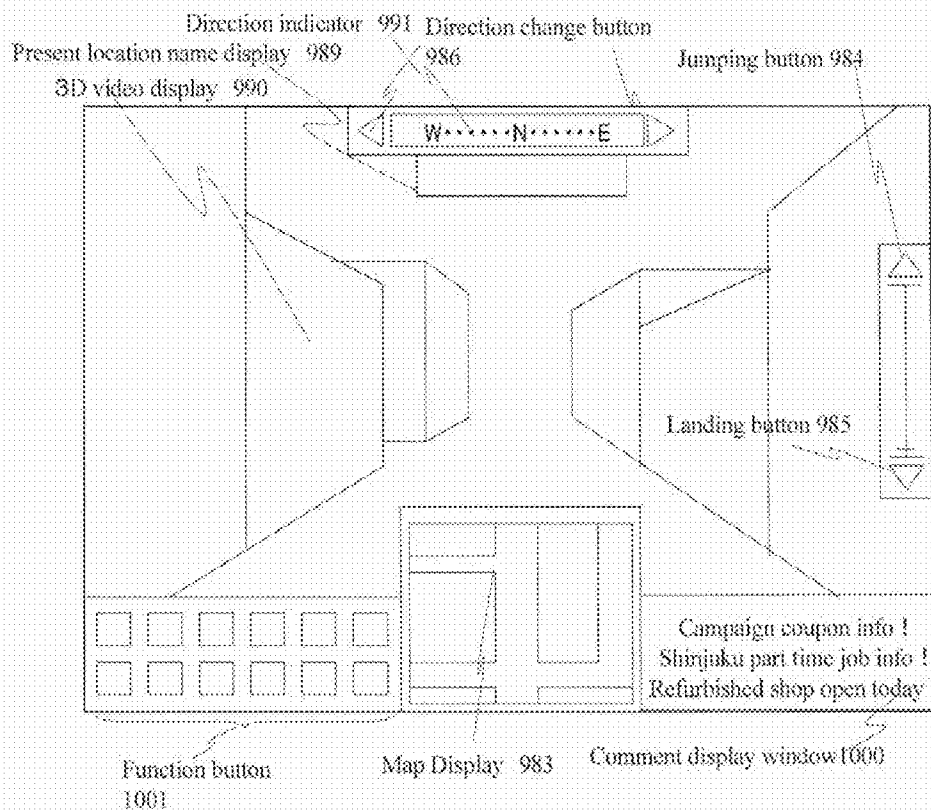 Direction indicator 991
Direction change button
986
Present location name display 989
3D video display 990
Jumping button 984
W······N······E
Landing button 985
Campaign coupon info !
Shinjuku part time job info !
Refurbished shop open today
Function button
1001
Map Display 983
Comment display window1000